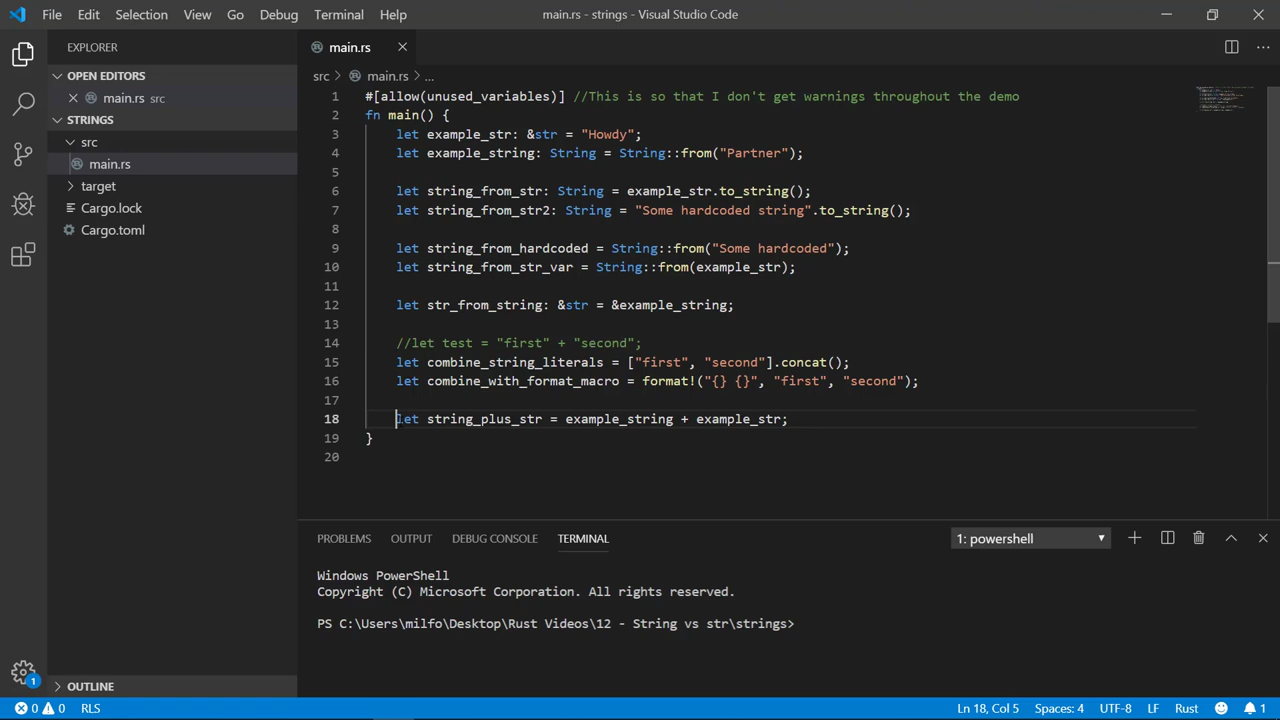 File Edit Selection View Go Debug Terminal Help
main.rs - strings - Visual Studio Code
EXPLORER
OPEN EDITORS
main.rs src
STRINGS
src
main.rs
target
Cargo.lock
Cargo.toml
OUTLINE
1
main.rs
src > main.rs > ...
1 #[allow(unused_variables)] //This is so that I don't get warnings throughout the demo
2 fn main() {
3 let example_str: &str = "Howdy";
4 let example_string: String = String::from("Partner");
5
6 let string_from_str: String = example_str.to_string();
7 let string_from_str2: String = "Some hardcoded string".to_string();
8
9 let string_from_hardcoded = String::from("Some hardcoded");
10 let string_from_str_var = String::from(example_str);
11
12 let str_from_string: &str = &example_string;
13
14 //let test = "first" + "second";
15 let combine_string_literals = ["first", "second"].concat();
16 let combine_with_format_macro = format!("{} {}", "first", "second");
17
18 let string_plus_str = example_string + example_str;
19 }
20
PROBLEMS OUTPUT DEBUG CONSOLE TERMINAL
1: powershell
Windows PowerShell
Copyright (C) Microsoft Corporation. All rights reserved.
PS C:\Users\milfo\Desktop\Rust Videos\12 - String vs str\strings>
0 0 RLS
Ln 18, Col 5 Spaces: 4 UTF-8 LF Rust 1